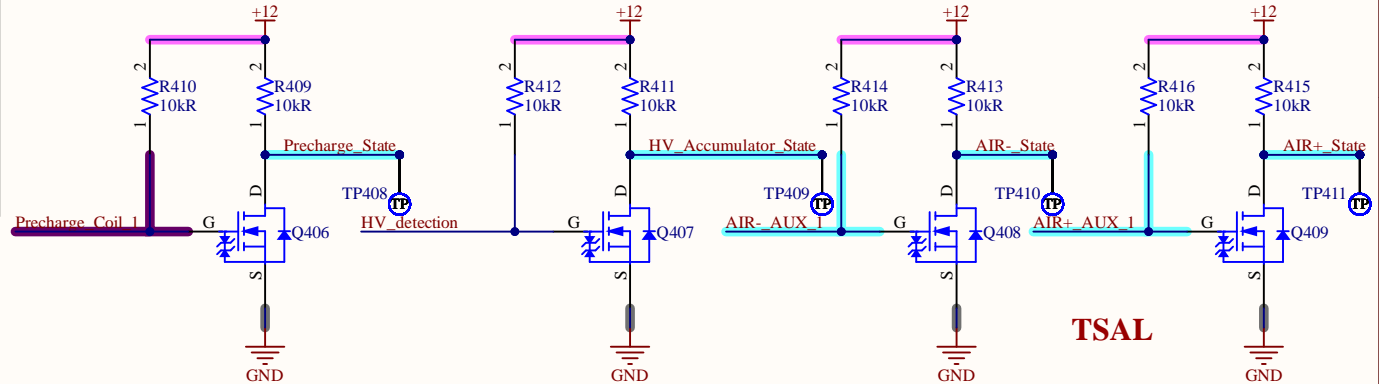 +12 +12 +12 +12
2 2 2 2 2 2 2 2
R410 R409 R412 R411 R414 R413 R416 R415
10kR 10kR 10kR 10kR 10kR 10kR 10kR 10kR
1 1 1 1 1 1 1 1
Precharge_State HV_Accumulator_State AIR-_State AIR+_State
D D D D
TP408 TP TP409 TP TP410 TP TP411 TP
Precharge_Coil_1 G HV_detection G AIR-_AUX_1 G AIR+_AUX_1 G
Q406 Q407 Q408 Q409
S S S S
TSAL
GND GND GND GND